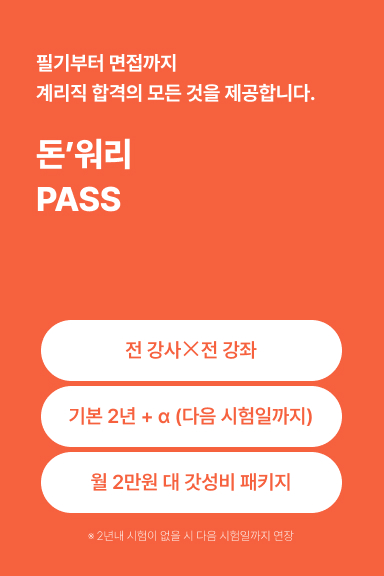 필기부터 면접까지
계리직 합격의 모든 것을 제공합니다.
돈’워리
PASS
전 강사×전 강좌
기본 2년 + α (다음 시험일까지)
월 2만원 대 갓성비 패키지
※ 2년내 시험이 없을 시 다음 시험일까지 연장